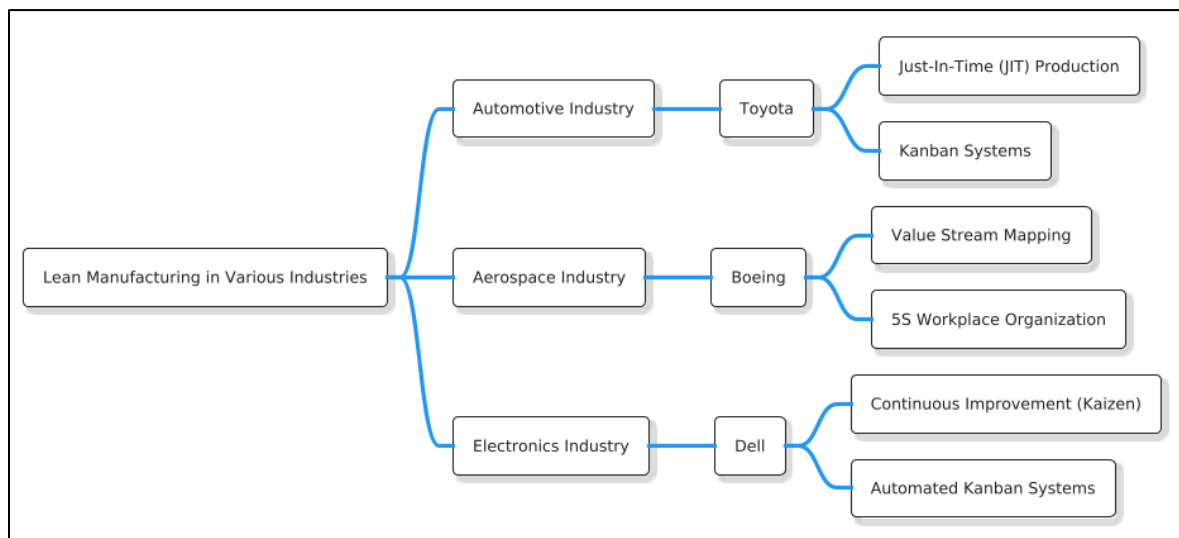 Lean Manufacturing in Various Industries
Automotive Industry
Toyota
Just-In-Time (JIT) Production
Kanban Systems
Aerospace Industry
Boeing
Value Stream Mapping
5S Workplace Organization
Electronics Industry
Dell
Continuous Improvement (Kaizen)
Automated Kanban Systems